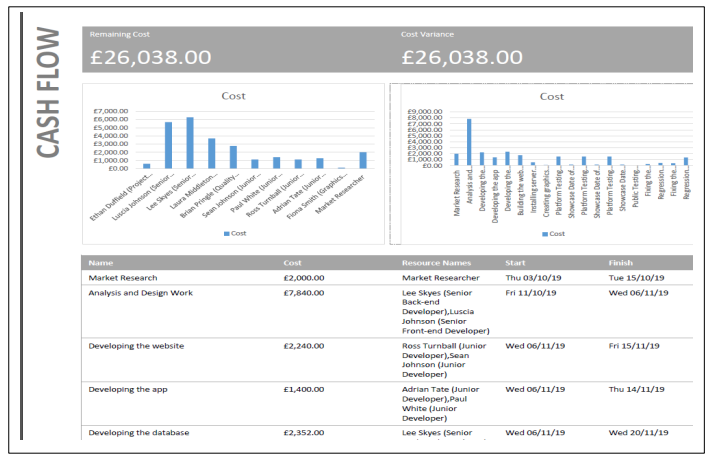 CASH FLOW
Remaining Cost
£26,038.00
Cost Variance
£26,038.00
Cost
£7,000.00
£6,000.00
£5,000.00
£4,000.00
£3,000.00
£2,000.00
£1,000.00
£0.00
Ethan Duffield (Project...
Luscia Johnson (Senior...
Lee Skyes (Senior...
Laura Middleton...
Brian Pringle (Quality...
Sean Johnson (Junior...
Paul White (Junior...
Ross Turnball (Junior...
Adrian Tate (Junior...
Fiona Smith (Graphics...
Market Researcher
Cost
Cost
£9,000.00
£8,000.00
£7,000.00
£6,000.00
£5,000.00
£4,000.00
£3,000.00
£2,000.00
£1,000.00
£0.00
Market Research
Analysis and...
Developing the...
Developing the app
Developing the...
Building the web...
Installing server...
Creating graphics...
Platform Testing...
Showcase Date of...
Platform Testing...
Showcase Date of...
Platform Testing...
Showcase Date...
Public Testing...
Fixing the...
Regression...
Fixing the...
Regression...
Cost
Name Cost Resource Names Start Finish
Market Research £2,000.00 Market Researcher Thu 03/10/19 Tue 15/10/19
Analysis and Design Work £7,840.00 Lee Skyes (Senior Fri 11/10/19 Wed 06/11/19
Back-end
Developer),Luscia
Johnson (Senior
Front-end Developer)
Developing the website £2,240.00 Ross Turnball (Junior Wed 06/11/19 Fri 15/11/19
Developer),Sean
Johnson (Junior
Developer)
Developing the app £1,400.00 Adrian Tate (Junior Wed 06/11/19 Thu 14/11/19
Developer),Paul
White (Junior
Developer)
Developing the database £2,352.00 Lee Skyes (Senior Wed 06/11/19 Wed 20/11/19